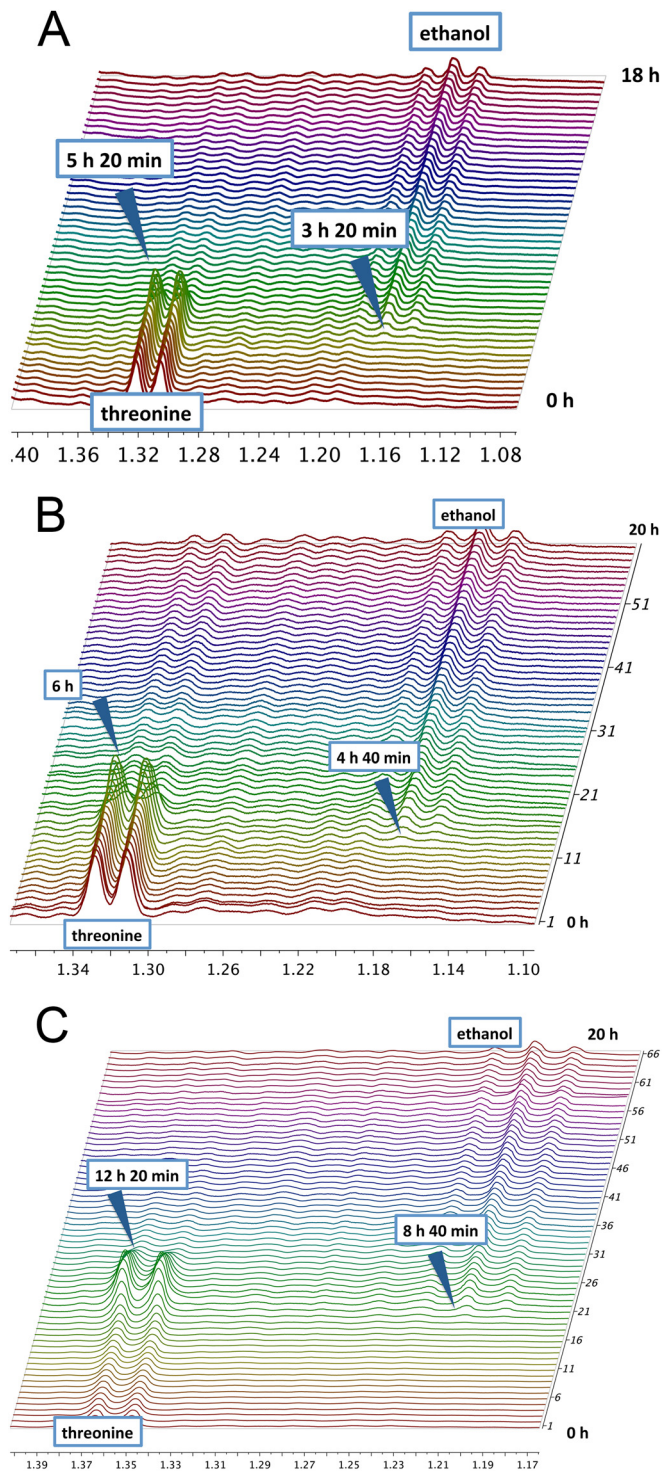 A
ethanol
18 h
5 h 20 min
3 h 20 min
0 h
threonine
.40 1.32 1.28 1.24 1.20 1.16 1.12 1.08
B
ethanol
20 h
51
41
6 h
31
4 h 40 min
21
11
1 0 h
threonine
1.34 1.30 1.26 1.22 1.18 1.14 1.10
C
ethanol
20 h
66
61
56
51
12 h 20 min
46
41
8 h 40 min
36
31
26
21
16
11
6
1
threonine
0 h
1.39 1.37 1.35 1.33 1.31 1.29 1.27 1.25 1.23 1.21 1.19 1.17